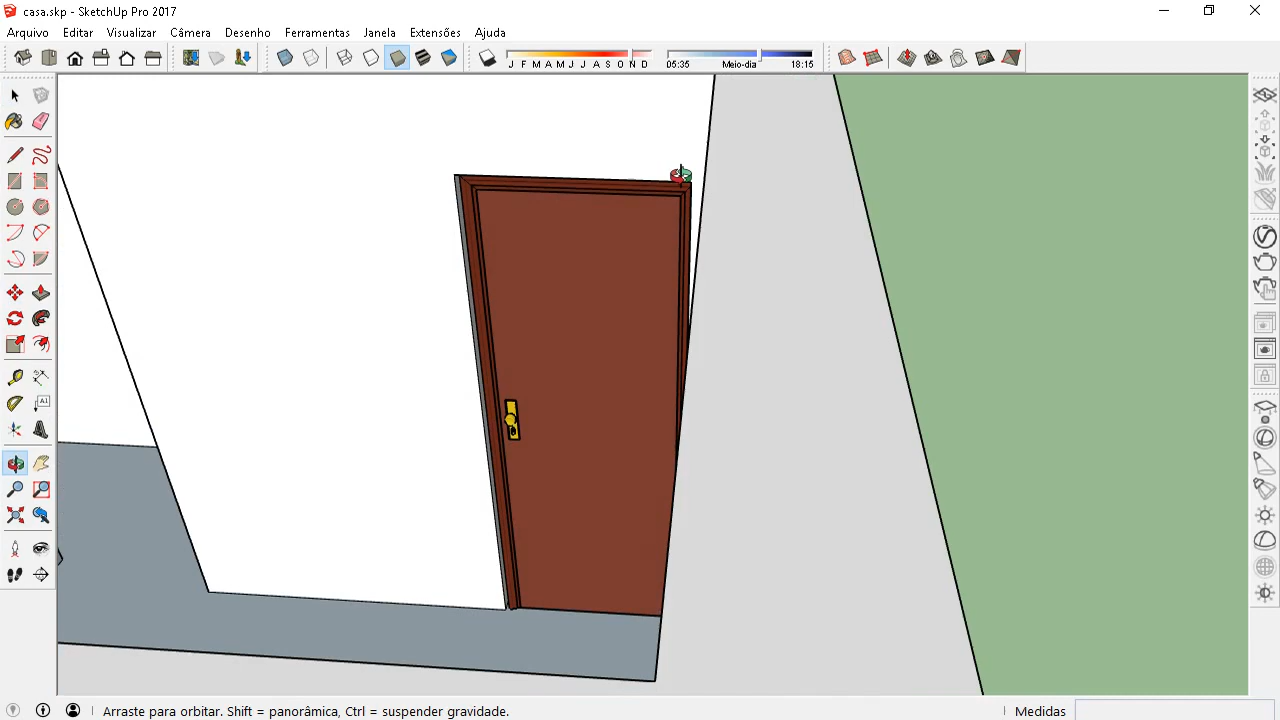 casa.skp - SketchUp Pro 2017
Arquivo Editar Visualizar Câmera Desenho Ferramentas Janela Extensões Ajuda
J F M A M J J A S O N D 05:35 Meio-dia 18:15
A1
Arraste para orbitar. Shift = panorâmica, Ctrl = suspender gravidade. Medidas